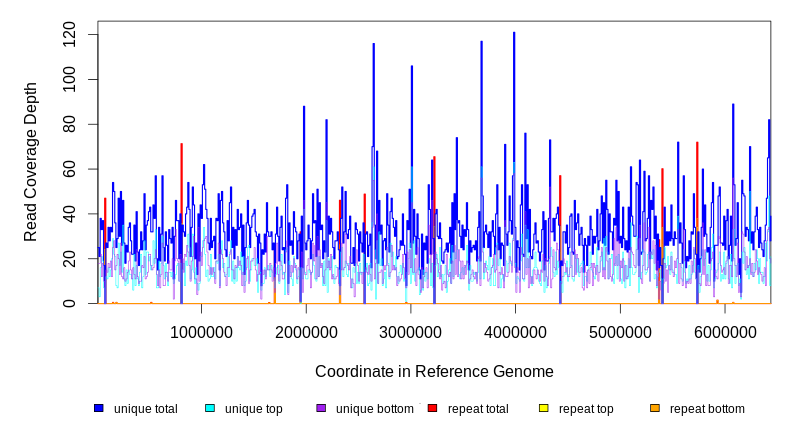 120
100
80
60
40
20
0
Read Coverage Depth
1000000 2000000 3000000 4000000 5000000 6000000
Coordinate in Reference Genome
unique total unique top unique bottom repeat total repeat top repeat bottom